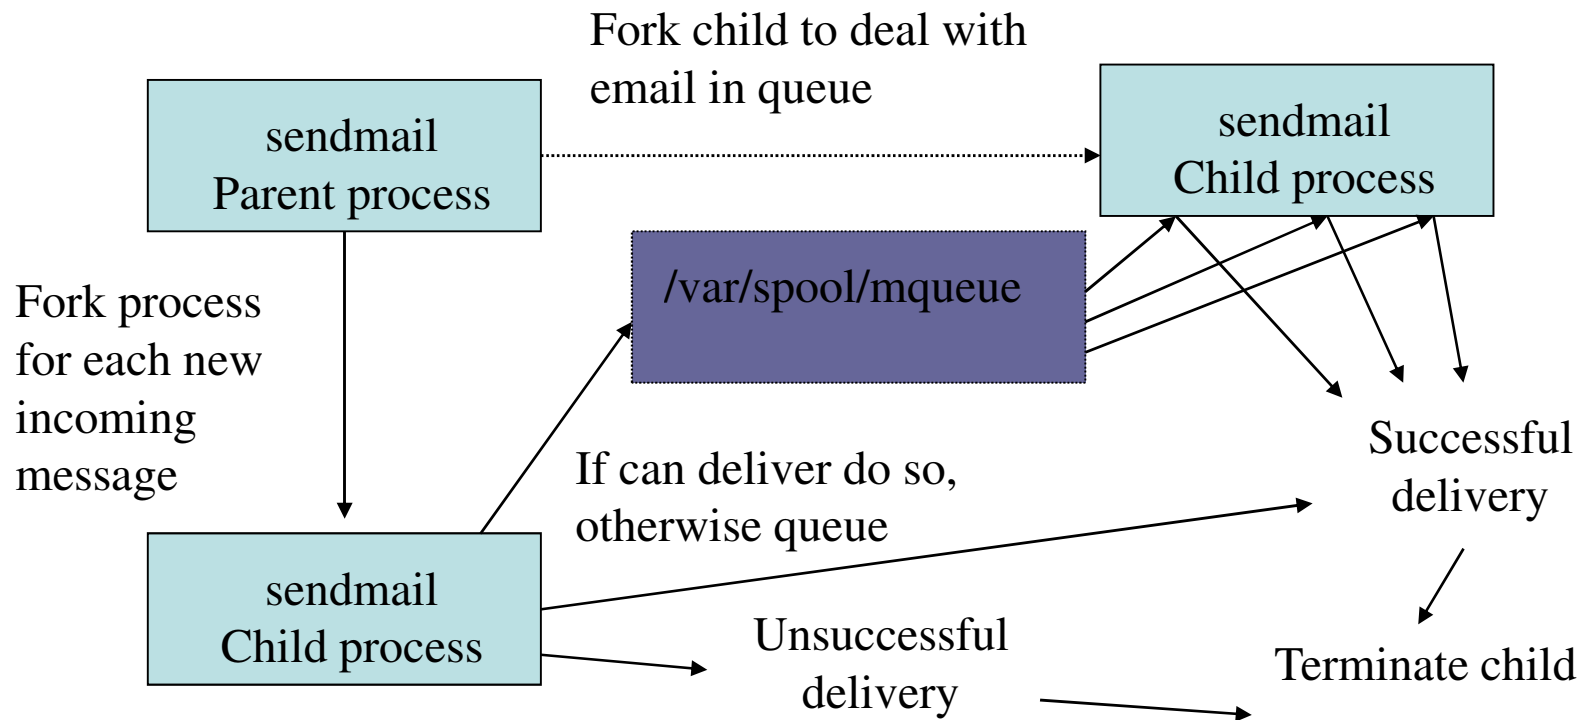 Fork child to deal with
email in queue
sendmail
Parent process
sendmail
Child process
/var/spool/mqueue
Fork process
for each new
incoming
message
If can deliver do so,
otherwise queue
Successful
delivery
sendmail
Child process
Unsuccessful
delivery
Terminate child